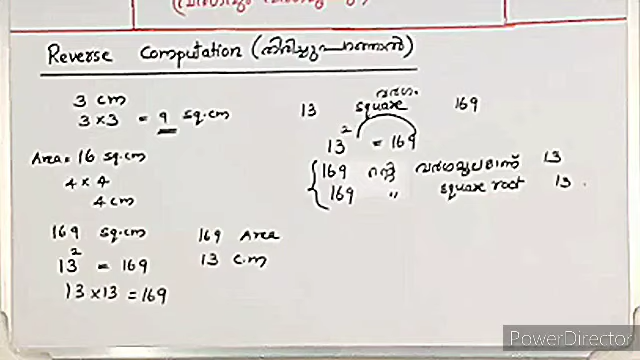 Reverse Computation (തിരിച്ചുപറഞ്ഞാൽ)
3 cm
3 × 3 = 9 sq.cm
Area = 16 sq.cm
4 × 4
4 cm
169 sq.cm
13² = 169
13 × 13 = 169
169 Area
13 c.m
വർഗം
13 square 169
13² = 169
169 ന്റെ വർഗമൂലമാണ് 13
169 " square root 13.
PowerDirector